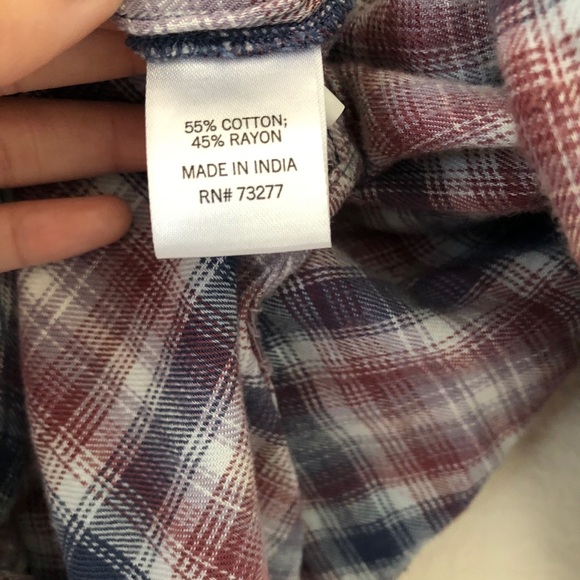 55% COTTON;
45% RAYON
MADE IN INDIA
RN# 73277